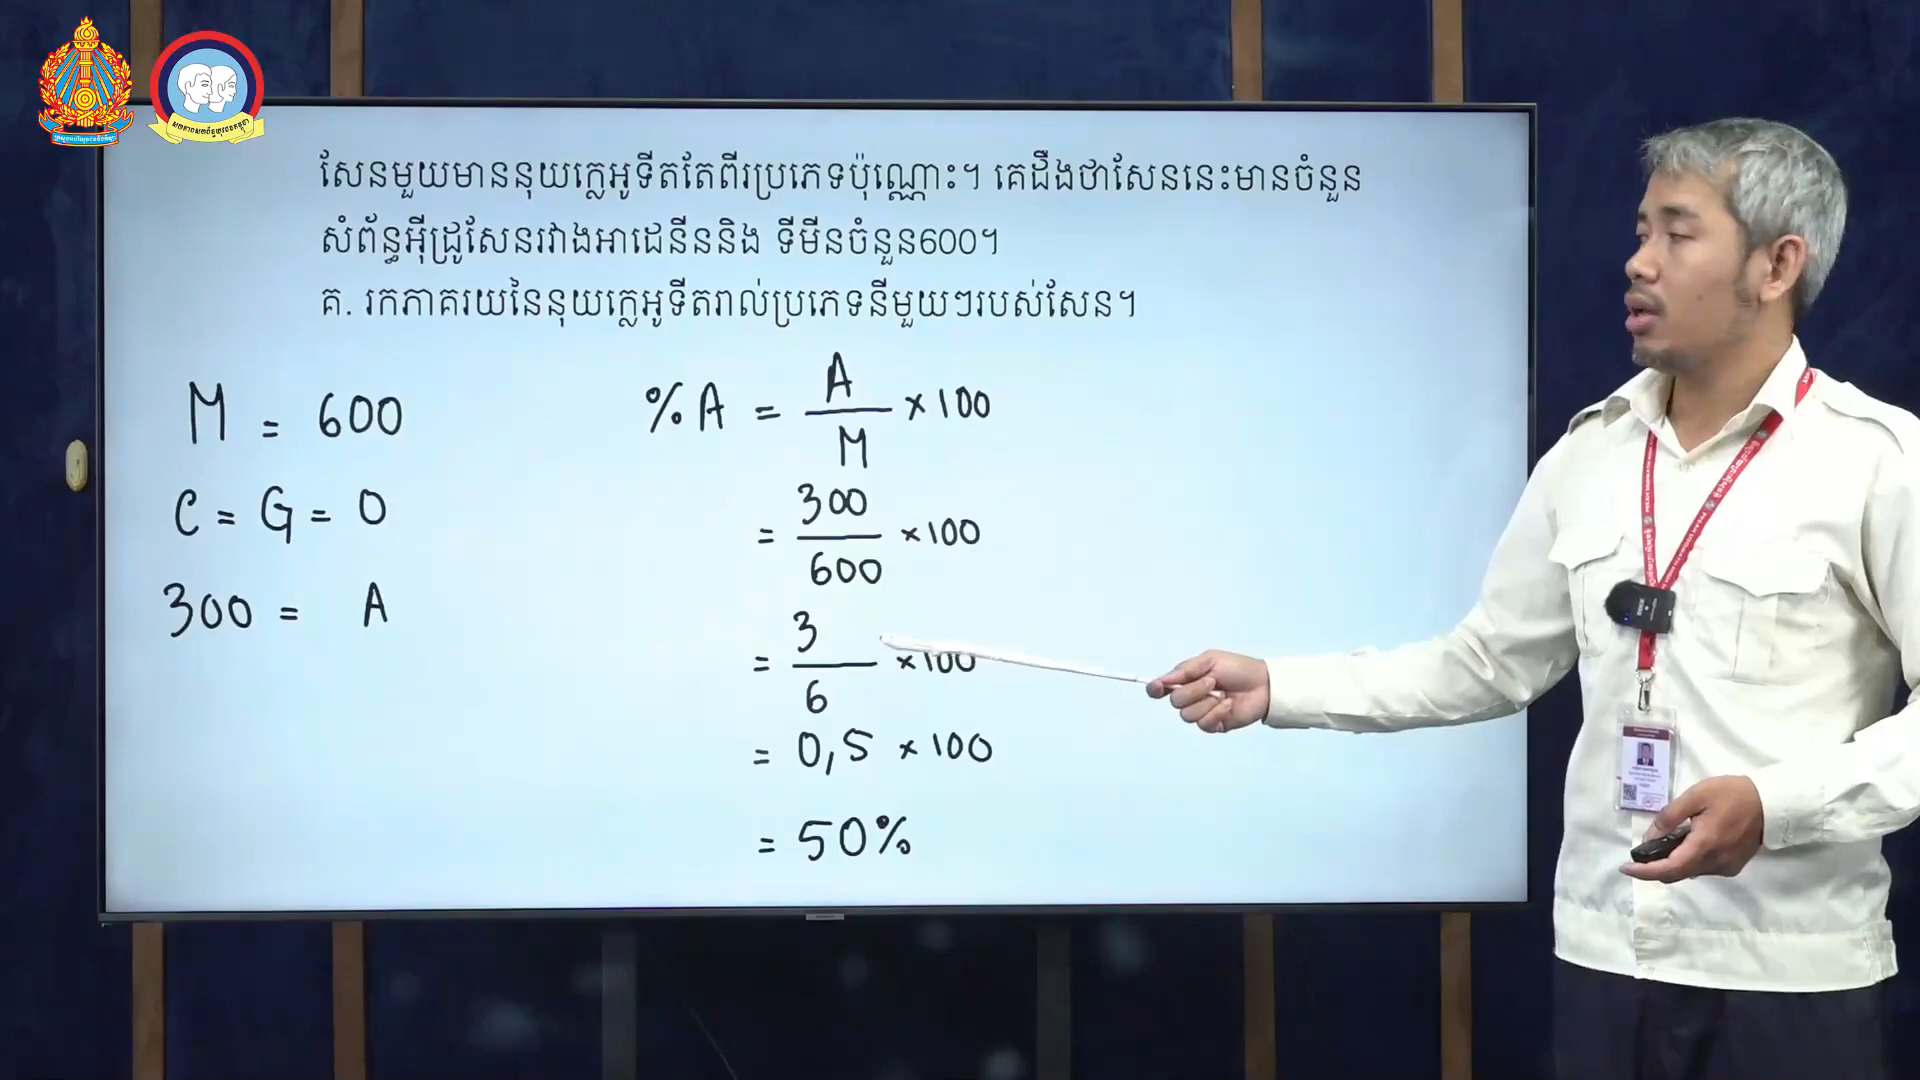 សែនមួយមាននុយក្លេអូទីតតែពីរប្រភេទប៉ុណ្ណោះ។ គេដឹងថាសែននេះមានចំនួន
សំព័ន្ធអ៊ីដ្រូសែនរវាងអាដេនីននិង ទីមីនចំនួន600។
គ. រកភាគរយនៃនុយក្លេអូទីតរាល់ប្រភេទនីមួយៗរបស់សែន។
M = 600
C = G = 0
300 = A
%A = A/M × 100
= 300/600 × 100
= 3/6 × 100
= 0,5 × 100
= 50%